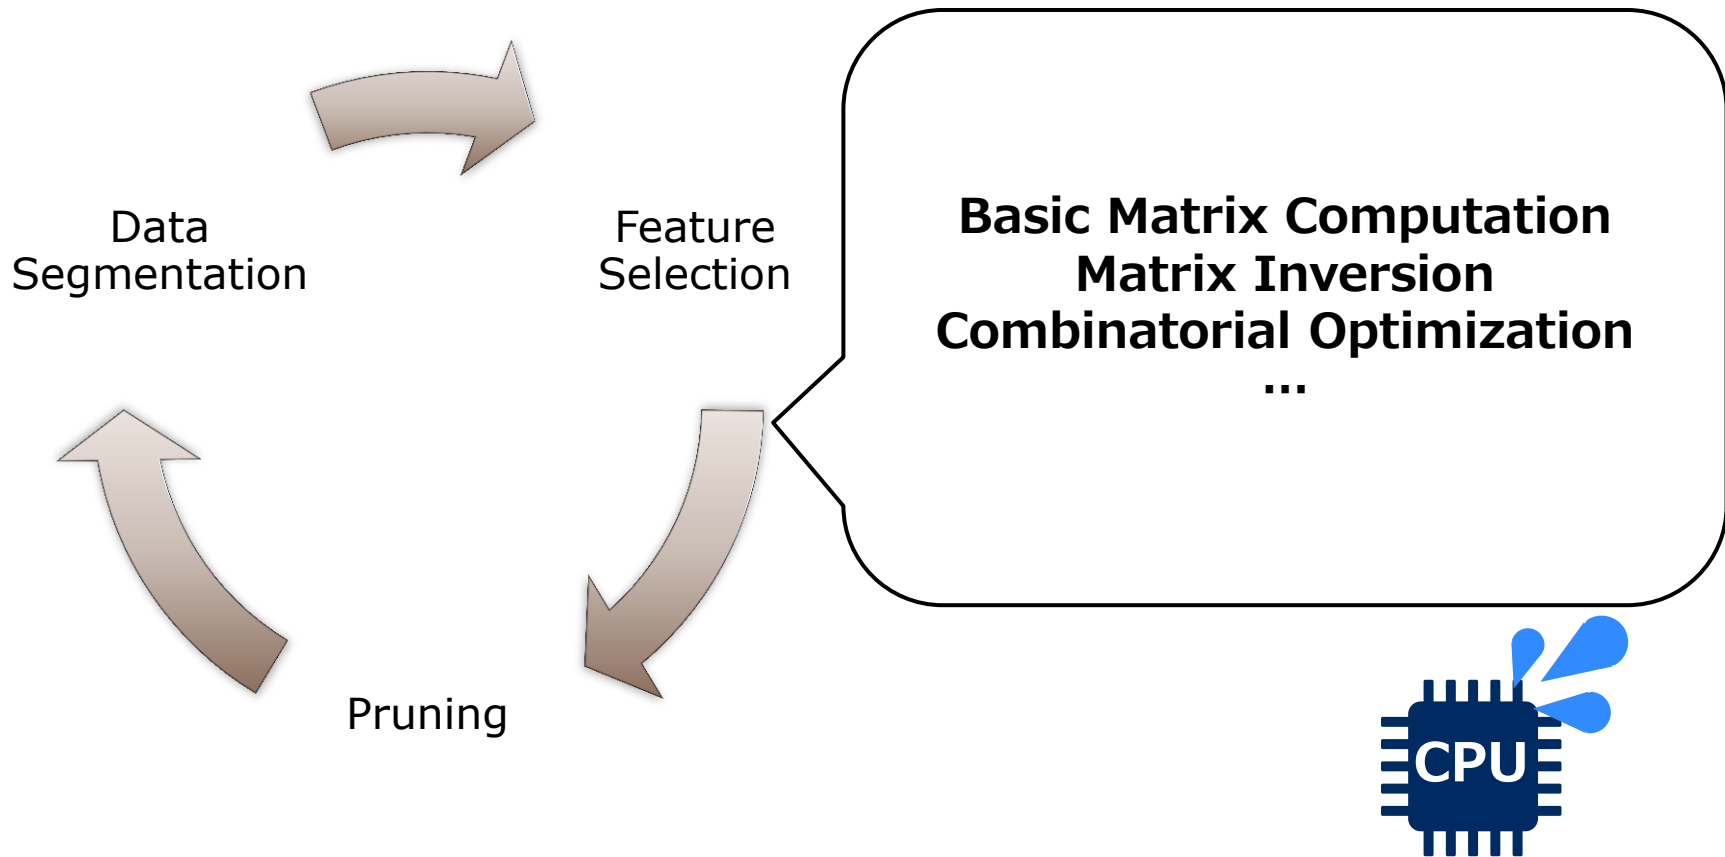 Data
Segmentation
Feature
Selection
Pruning
Basic Matrix Computation
Matrix Inversion
Combinatorial Optimization
...
CPU